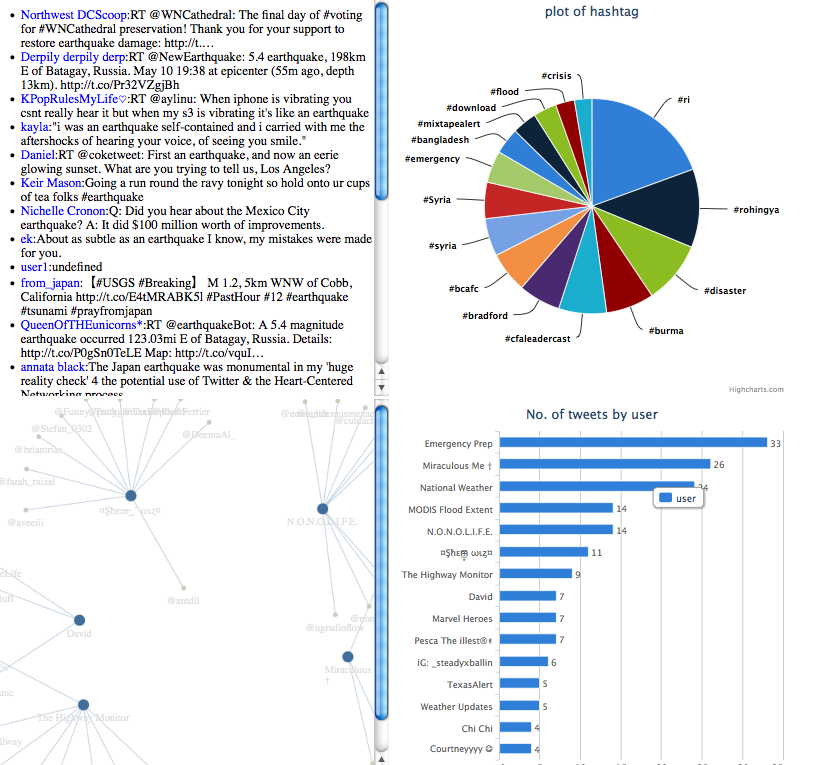 Northwest DCScoop:RT @WNCathedral: The final day of #voting
for #WNCathedral preservation! Thank you for your support to
restore earthquake damage: http://t.…
Derpily derpily derp:RT @NewEarthquake: 5.4 earthquake, 198km
E of Batagay, Russia. May 10 19:38 at epicenter (55m ago, depth
13km). http://t.co/Pr32VZgjBh
KPopRulesMyLife♡:RT @aylinu: When iphone is vibrating you
csnt really hear it but when my s3 is vibrating it's like an earthquake
kayla:"i was an earthquake self-contained and i carried with me the
aftershocks of hearing your voice, of seeing you smile."
Daniel:RT @coketweet: First an earthquake, and now an eerie
glowing sunset. What are you trying to tell us, Los Angeles?
Keir Mason:Going a run round the ravy tonight so hold onto ur cups
of tea folks #earthquake
Nichelle Cronon:Q: Did you hear about the Mexico City
earthquake? A: It did $100 million worth of improvements.
ek:About as subtle as an earthquake I know, my mistakes were made
for you.
user1:undefined
from_japan:【#USGS #Breaking】 M 1.2, 5km WNW of Cobb,
California http://t.co/E4tMRABK5l #PastHour #12 #earthquake
#tsunami #prayfromjapan
QueenOfTHEunicorns*:RT @earthquakeBot: A 5.4 magnitude
earthquake occurred 123.03mi E of Batagay, Russia. Details:
http://t.co/P0gSn0TeLE Map: http://t.co/vquI…
annata black:The Japan earthquake was monumental in my 'huge
reality check' 4 the potential use of Twitter & the Heart-Centered
Networking process
plot of hashtag
#crisis
#ri
#flood
#download
#mixtapealert
#bangladesh
#emergency
#Syria
#rohingya
#syria
#disaster
#bcafc
#bradford
#burma
#cfaleadercast
Highcharts.com
@Stefan_0302
@DeemaAl_
@farah_raizal
@aveeiii
N.O.N.O.L.I.F.E.
@amdli
@ugradioflow
David
Miraculous
†
The Highway Monitor
No. of tweets by user
Emergency Prep 33
Miraculous Me † 26
National Weather
user
MODIS Flood Extent 14
N.O.N.O.L.I.F.E. 14
11
The Highway Monitor 9
David 7
Marvel Heroes 7
Pesca The illest® 7
iG: _steadyxballin 6
TexasAlert 5
Weather Updates 5
Chi Chi 4
Courtneyyyy ☺ 4